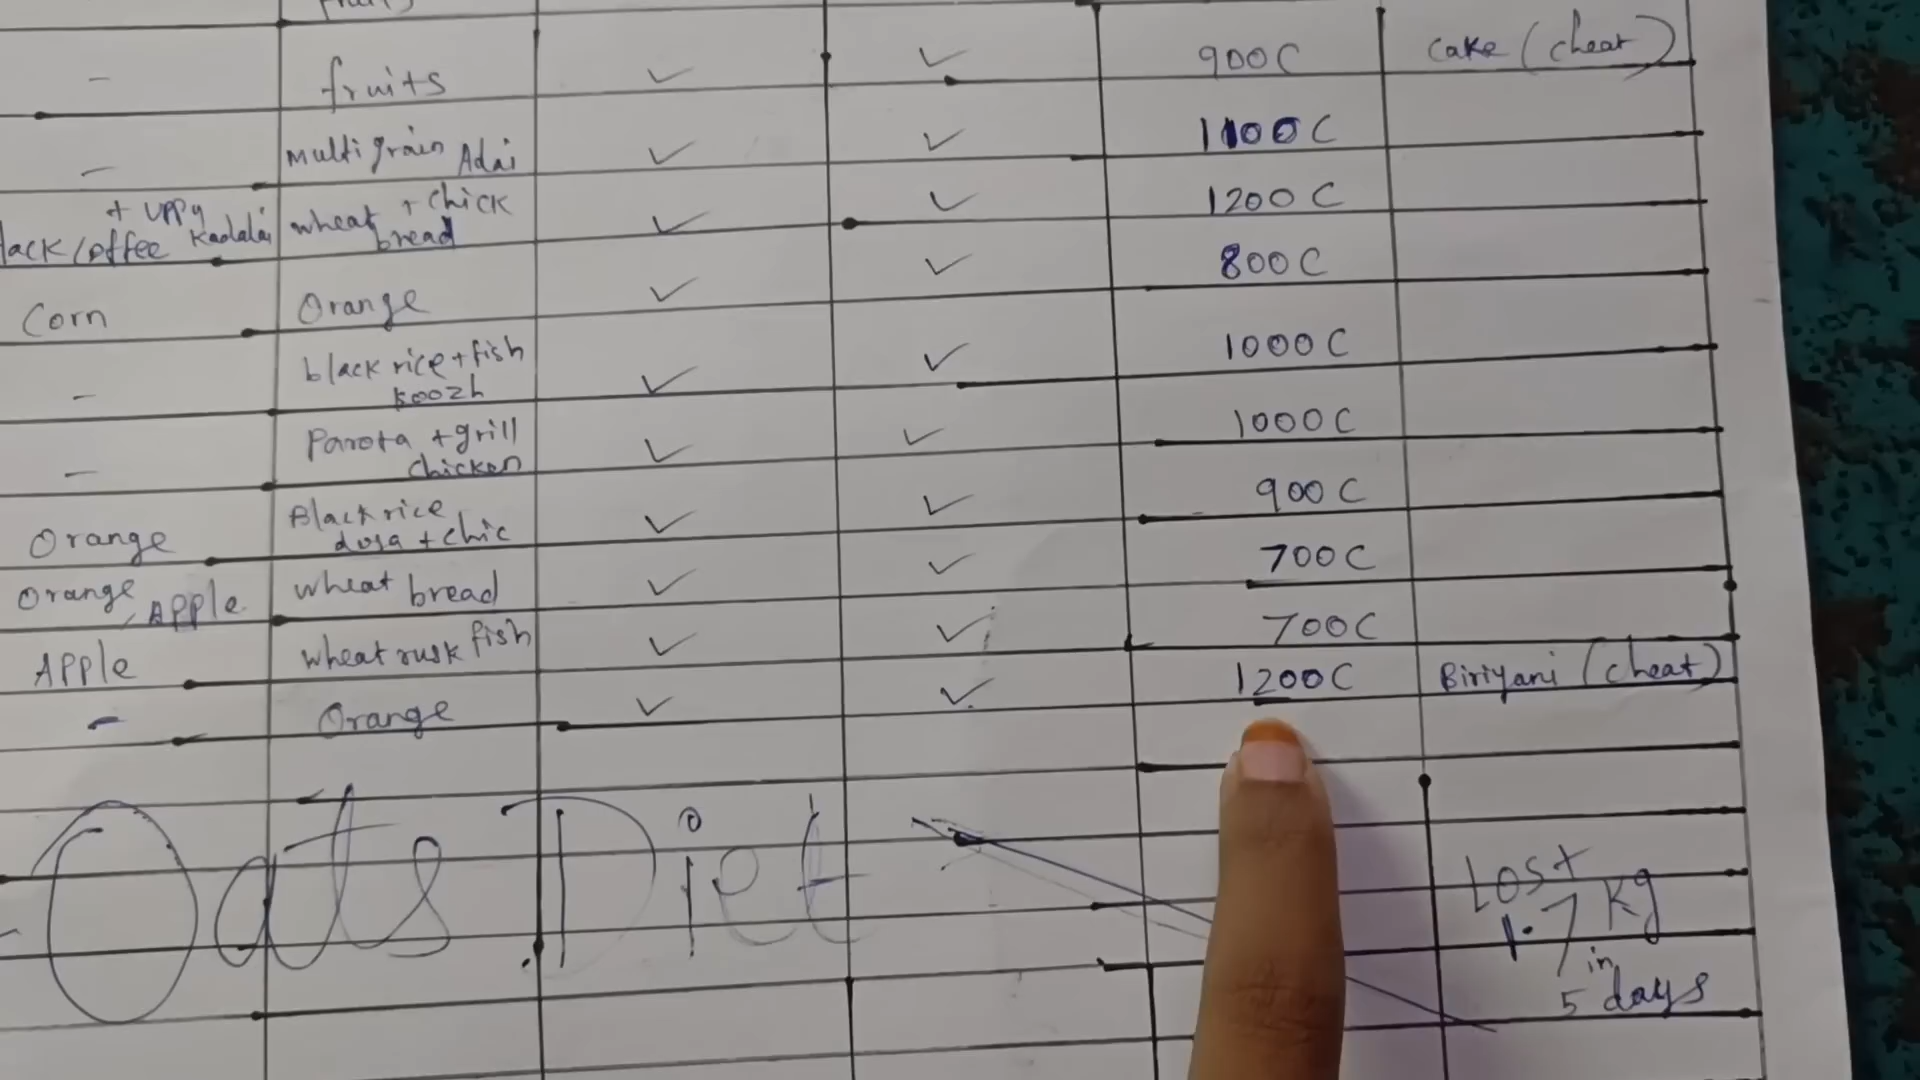 - fruits ✓ ✓ 900C Cake (cheat)
- Multigrain Adai ✓ ✓ 1100C
+ uppu
kadalai wheat + chick
bread ✓ ✓ 1200C
Corn Orange ✓ ✓ 800C
- black rice + fish
koozh ✓ ✓ 1000C
- Parota + grill
chicken ✓ ✓ 1000C
Orange Black rice
dosa + chic ✓ ✓ 900C
Orange, Apple wheat bread ✓ ✓ 700C
Apple wheat rusk fish ✓ ✓ 700C
- Orange ✓ ✓ 1200C Biriyani (cheat)
Oats Diet
Lost
1.7 kg
in
5 days